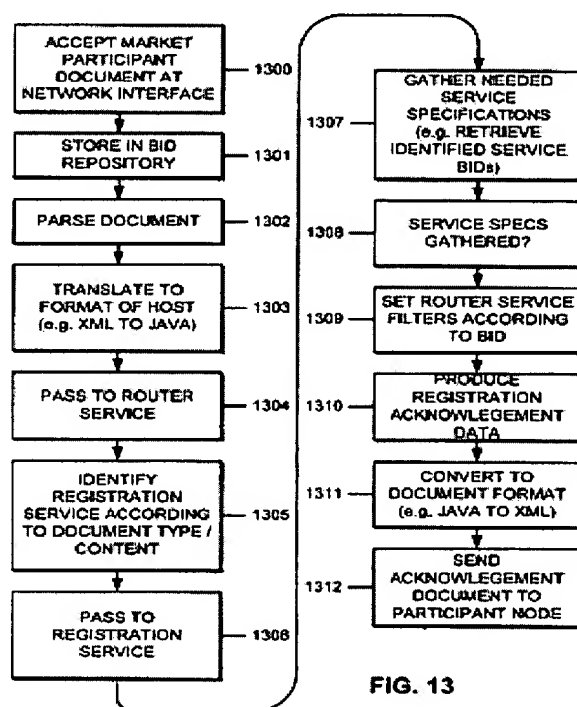 ACCEPT MARKET
PARTICIPANT
DOCUMENT AT
NETWORK INTERFACE
1300
STORE IN BID
REPOSITORY
1301
PARSE DOCUMENT
1302
TRANSLATE TO
FORMAT OF HOST
(e.g. XML TO JAVA)
1303
PASS TO ROUTER
SERVICE
1304
IDENTIFY
REGISTRATION
SERVICE ACCORDING
TO DOCUMENT TYPE /
CONTENT
1305
PASS TO
REGISTRATION
SERVICE
1306
1307
GATHER NEEDED
SERVICE
SPECIFICATIONS
(e.g. RETRIEVE
IDENTIFIED SERVICE
BIDs)
1308
SERVICE SPECS
GATHERED?
1309
SET ROUTER SERVICE
FILTERS ACCORDING
TO BID
1310
PRODUCE
REGISTRATION
ACKNOWLEGEMENT
DATA
1311
CONVERT TO
DOCUMENT FORMAT
(e.g. JAVA TO XML)
1312
SEND
ACKNOWLEGEMENT
DOCUMENT TO
PARTICIPANT NODE
FIG. 13